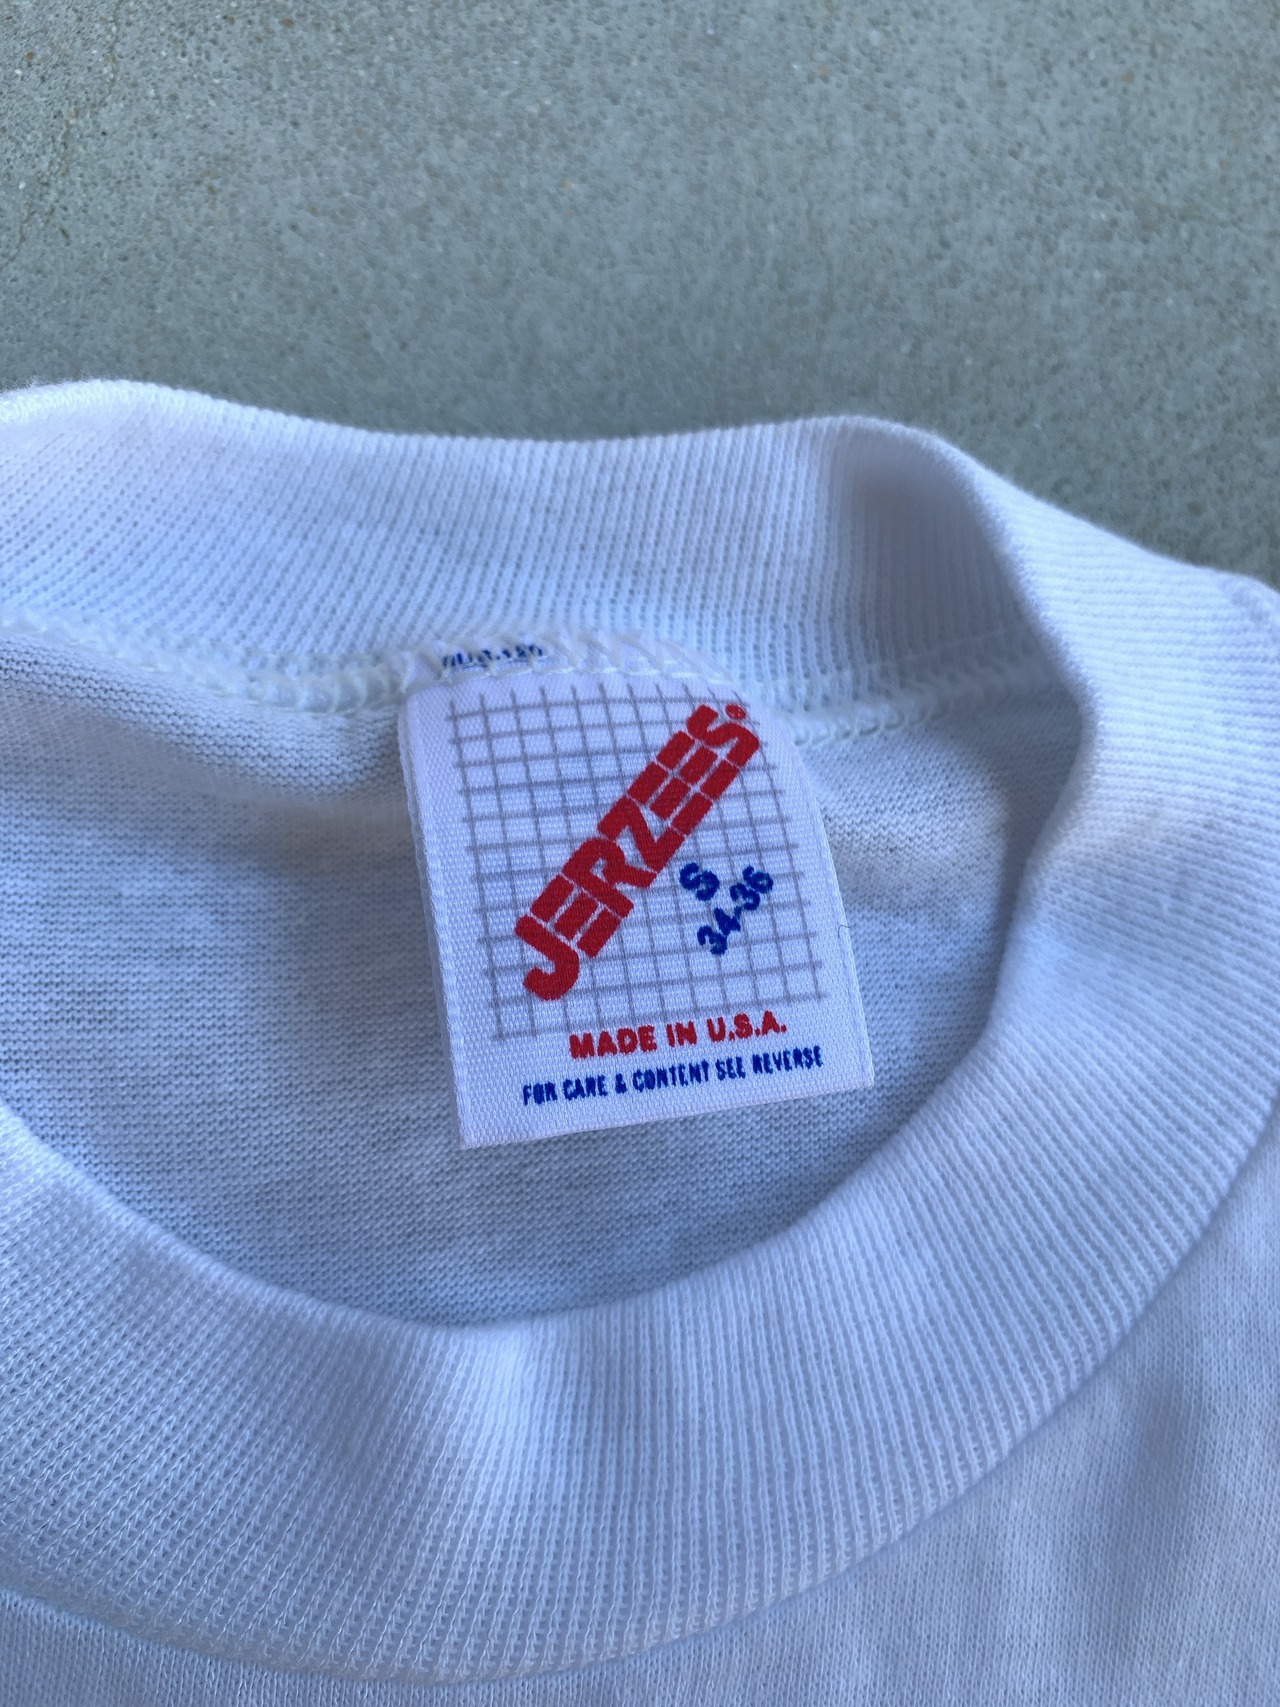 JERZEES®
S
34-36
MADE IN U.S.A.
FOR CARE & CONTENT SEE REVERSE